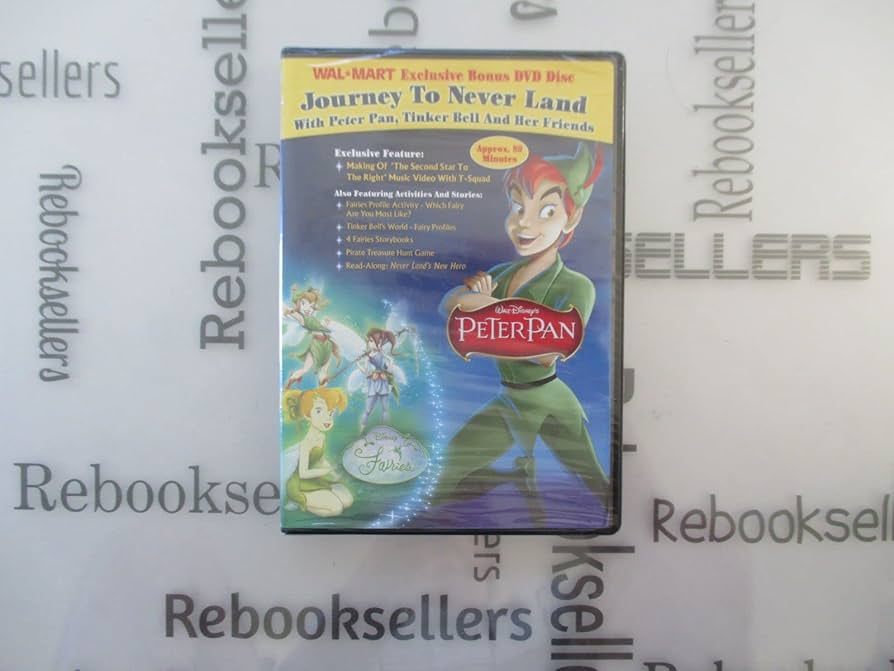 WAL★MART Exclusive Bonus DVD Disc
Journey To Never Land
With Peter Pan, Tinker Bell And Her Friends
Approx. 80
Minutes
Exclusive Feature:
Making Of "The Second Star To
The Right" Music Video With T-Squad
Also Featuring Activities And Stories:
Fairies Profile Activity - Which Fairy
Are You Most Like?
Tinker Bell's World - Fairy Profiles
4 Fairies Storybooks
Pirate Treasure Hunt Game
Read-Along: Never Land's New Hero
Walt Disney's
PETER PAN
Disney
Fairies
sellers
Rebooksellers
Rebooksellers
Rebooksellers
SELLERS
Rebooksellers
Rebooksellers
Rebooksellers
Rebooksellers
ers
booksellers